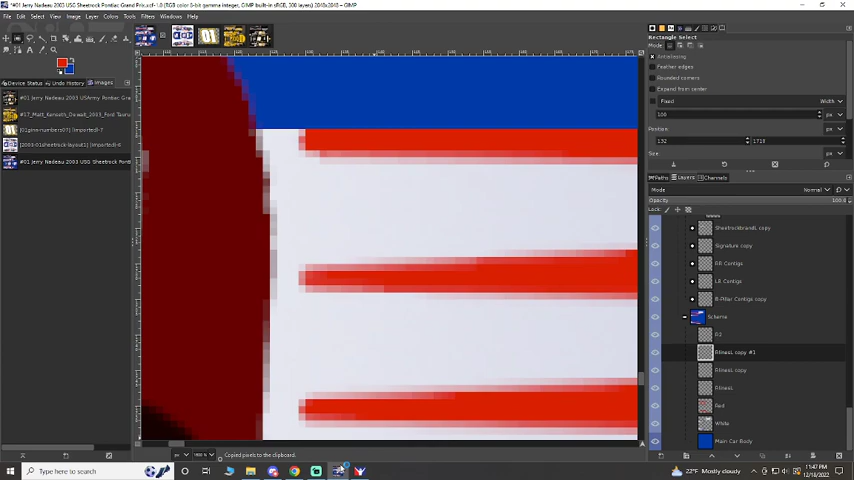 *#01 Jerry Nadeau 2003 USG Sheetrock Pontiac Grand Prix.xcf-1.0 (RGB color 8-bit gamma integer, GIMP built-in sRGB, 300 layers) 2048x2048 – GIMP
File Edit Select View Image Layer Colors Tools Filters Windows Help
Rectangle Select
Mode:
Antialiasing
Feather edges
Rounded corners
Expand from center
Fixed Width
100 px
Position: px
132 1718
Size: px
Device Status Undo History Images
#01 Jerry Nadeau 2003 USArmy Pontiac Gra
#17_Matt_Kenseth_Dewalt_2003_Ford Taurus
[01gina-numbers07] (imported)-7
[2003-01sheetrock-layout1] (imported)-6
#01 Jerry Nadeau 2003 USG Sheetrock Ponti
Paths Layers Channels
Mode Normal
Opacity 100.0
Lock:
Sheetrockbrand copy
Signature copy
RR Contigs
LR Contigs
B-Pillar Contigs copy
Scheme
Rlines copy #1
Rlines copy
Rlines
Red
White
Main Car Body
px 1600 % Copied pixels to the clipboard.
Type here to search
22°F Mostly cloudy
11:47 PM
12/18/2022